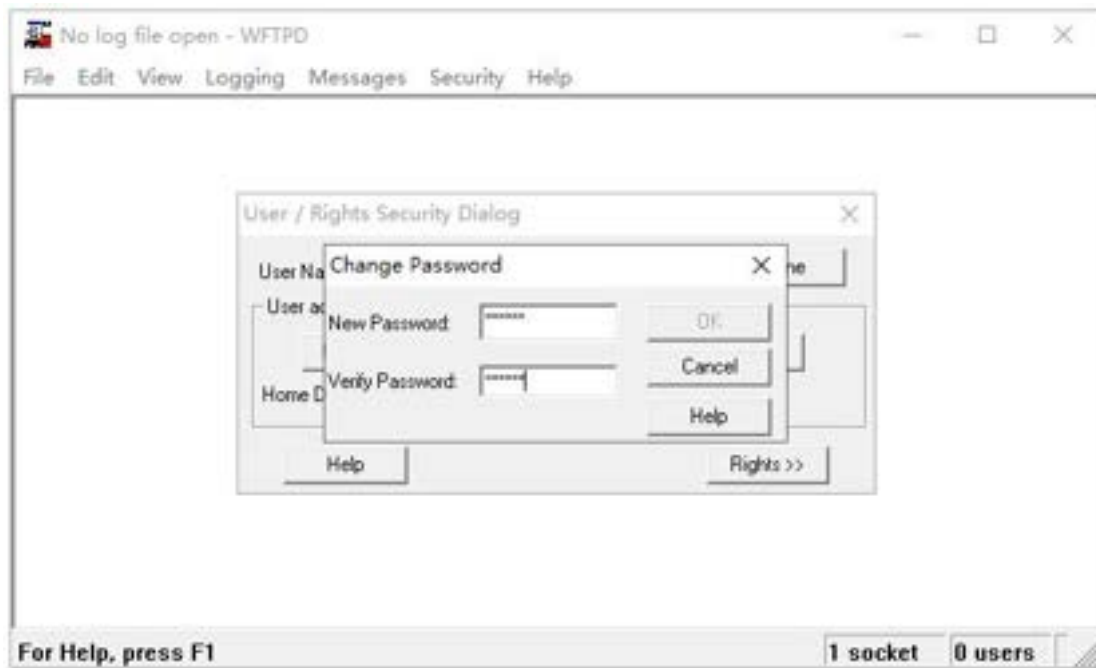 No log file open - WFTPD
File Edit View Logging Messages Security Help
User / Rights Security Dialog
User Na
Change Password
ne
User ac
New Password:
OK
Verify Password:
Cancel
Home D
Help
Help
Rights >>
For Help, press F1
1 socket
0 users